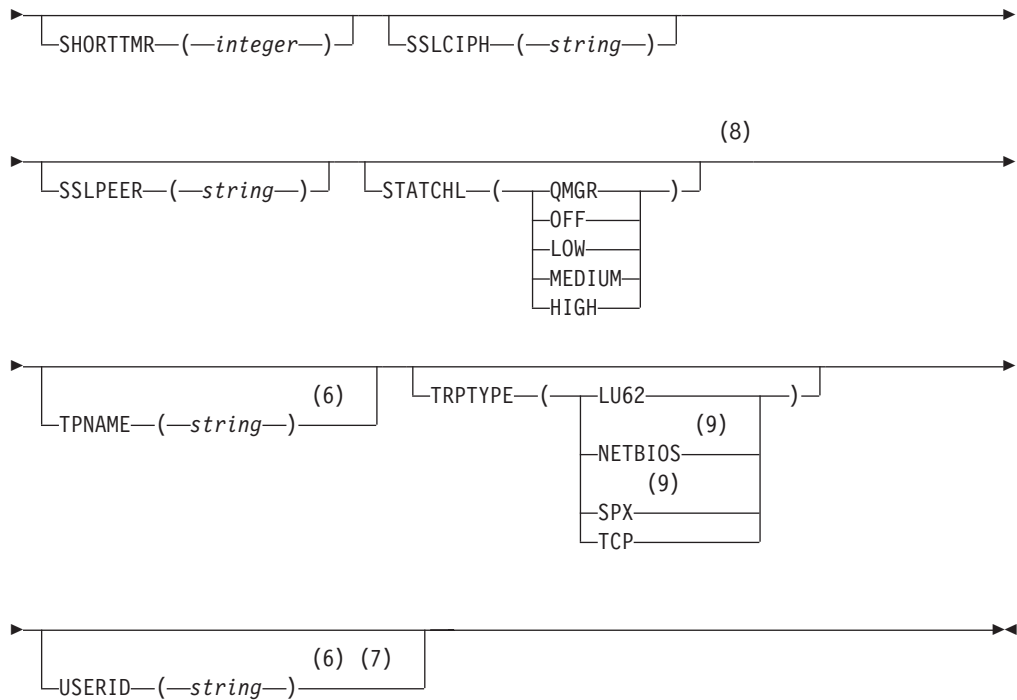 SHORTTMR ( integer ) SSLCIPH ( string )
(8)
SSLPEER ( string ) STATCHL ( QMGR )
OFF
LOW
MEDIUM
HIGH
(6) TRPTYPE ( LU62 )
TPNAME ( string ) (9)
NETBIOS
(9)
SPX
TCP
(6) (7)
USERID ( string )